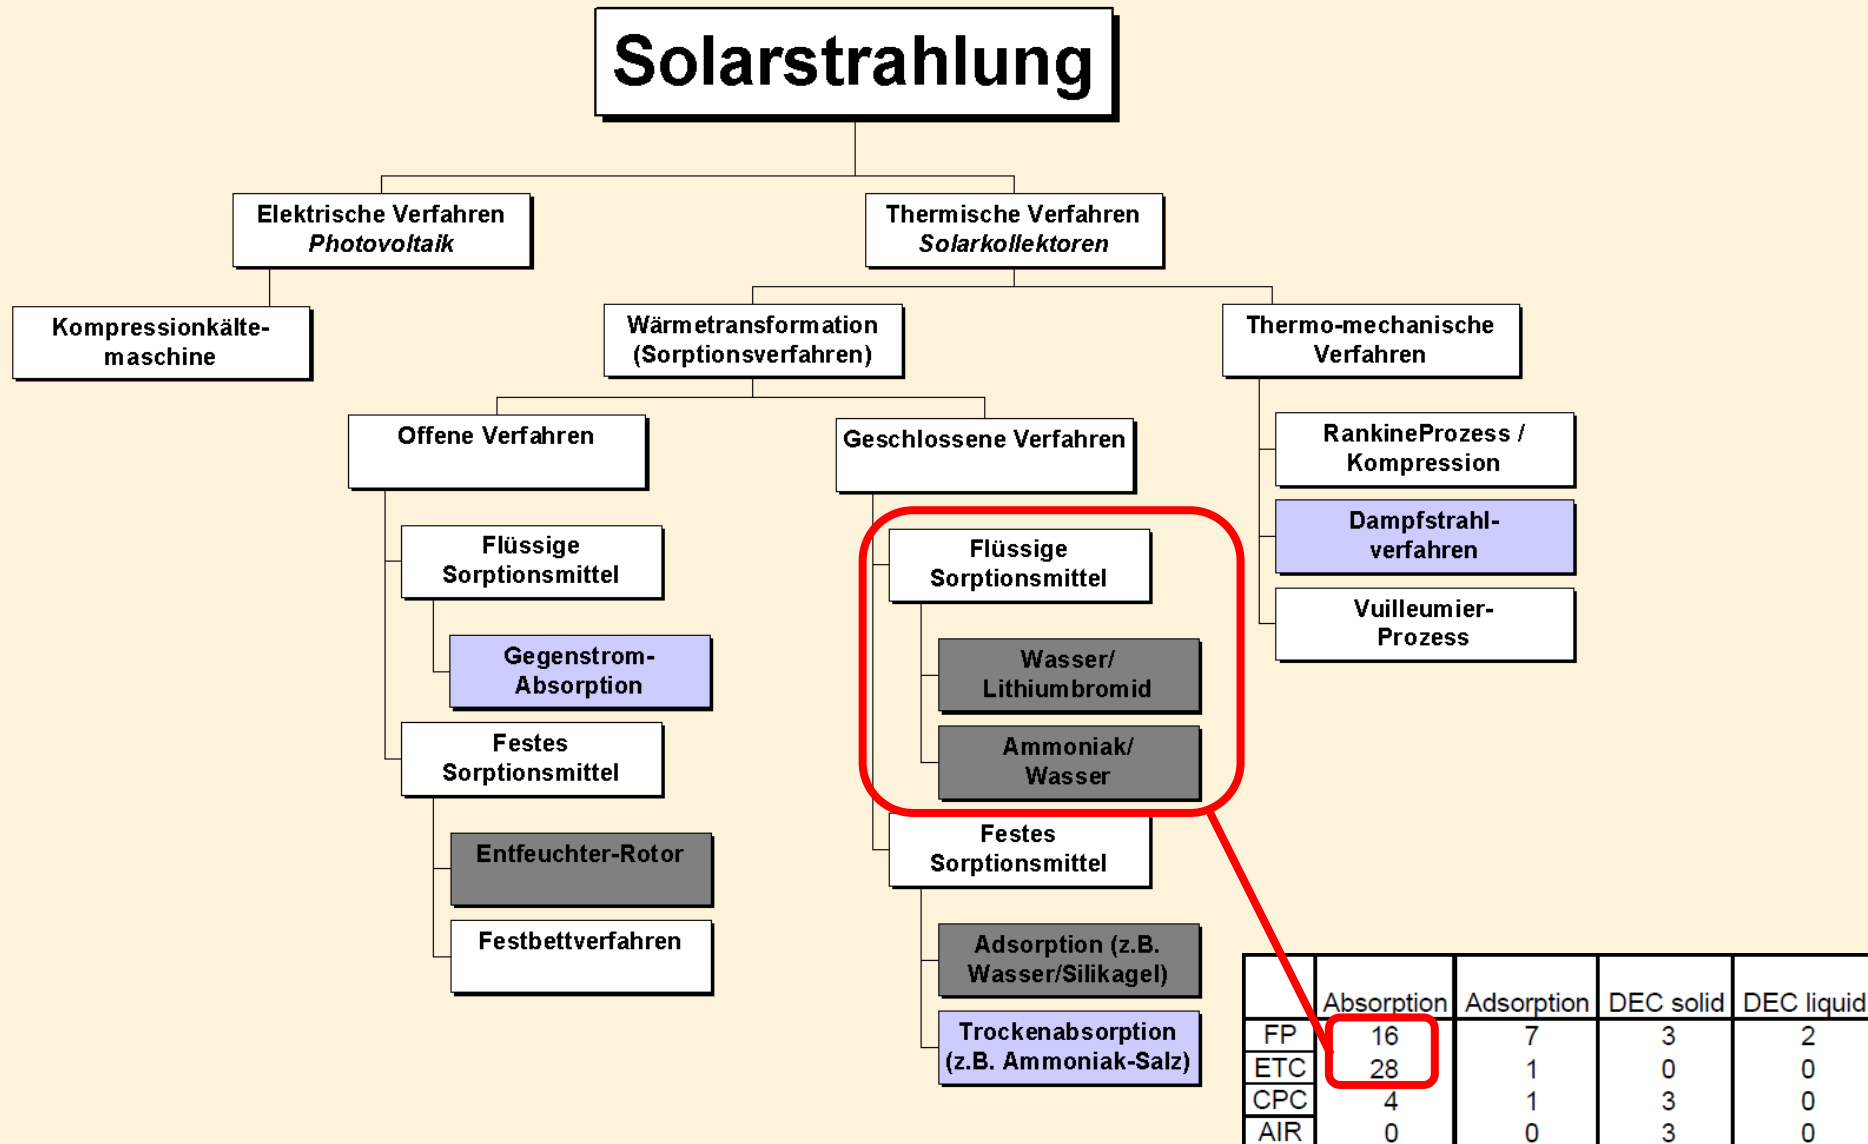 Solarstrahlung
Elektrische Verfahren
Photovoltaik
Thermische Verfahren
Solarkollektoren
Kompressionkälte-
maschine
Wärmetransformation
(Sorptionsverfahren)
Thermo-mechanische
Verfahren
Offene Verfahren
Geschlossene Verfahren
RankineProzess /
Kompression
Dampfstrahl-
verfahren
Vuilleumier-
Prozess
Flüssige
Sorptionsmittel
Gegenstrom-
Absorption
Festes
Sorptionsmittel
Entfeuchter-Rotor
Festbettverfahren
Flüssige
Sorptionsmittel
Wasser/
Lithiumbromid
Ammoniak/
Wasser
Festes
Sorptionsmittel
Adsorption (z.B.
Wasser/Silikagel)
Trockenabsorption
(z.B. Ammoniak-Salz)
Absorption Adsorption DEC solid DEC liquid
FP 16 7 3 2
ETC 28 1 0 0
CPC 4 1 3 0
AIR 0 0 3 0